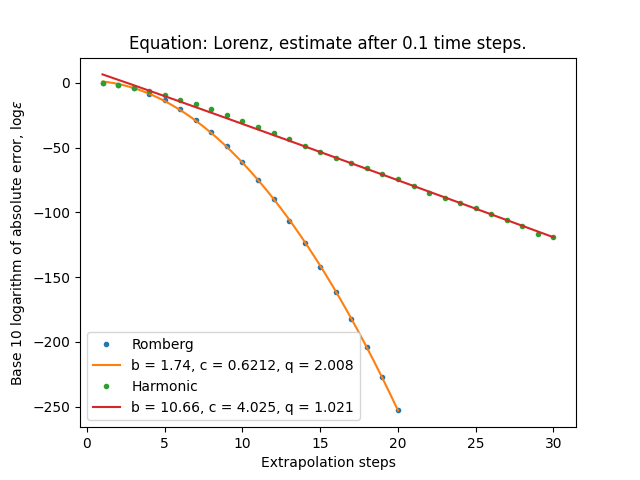 Equation: Lorenz, estimate after 0.1 time steps.
Base 10 logarithm of absolute error, logε
0
−50
−100
−150
−200
−250
Romberg
b = 1.74, c = 0.6212, q = 2.008
Harmonic
b = 10.66, c = 4.025, q = 1.021
0 5 10 15 20 25 30
Extrapolation steps